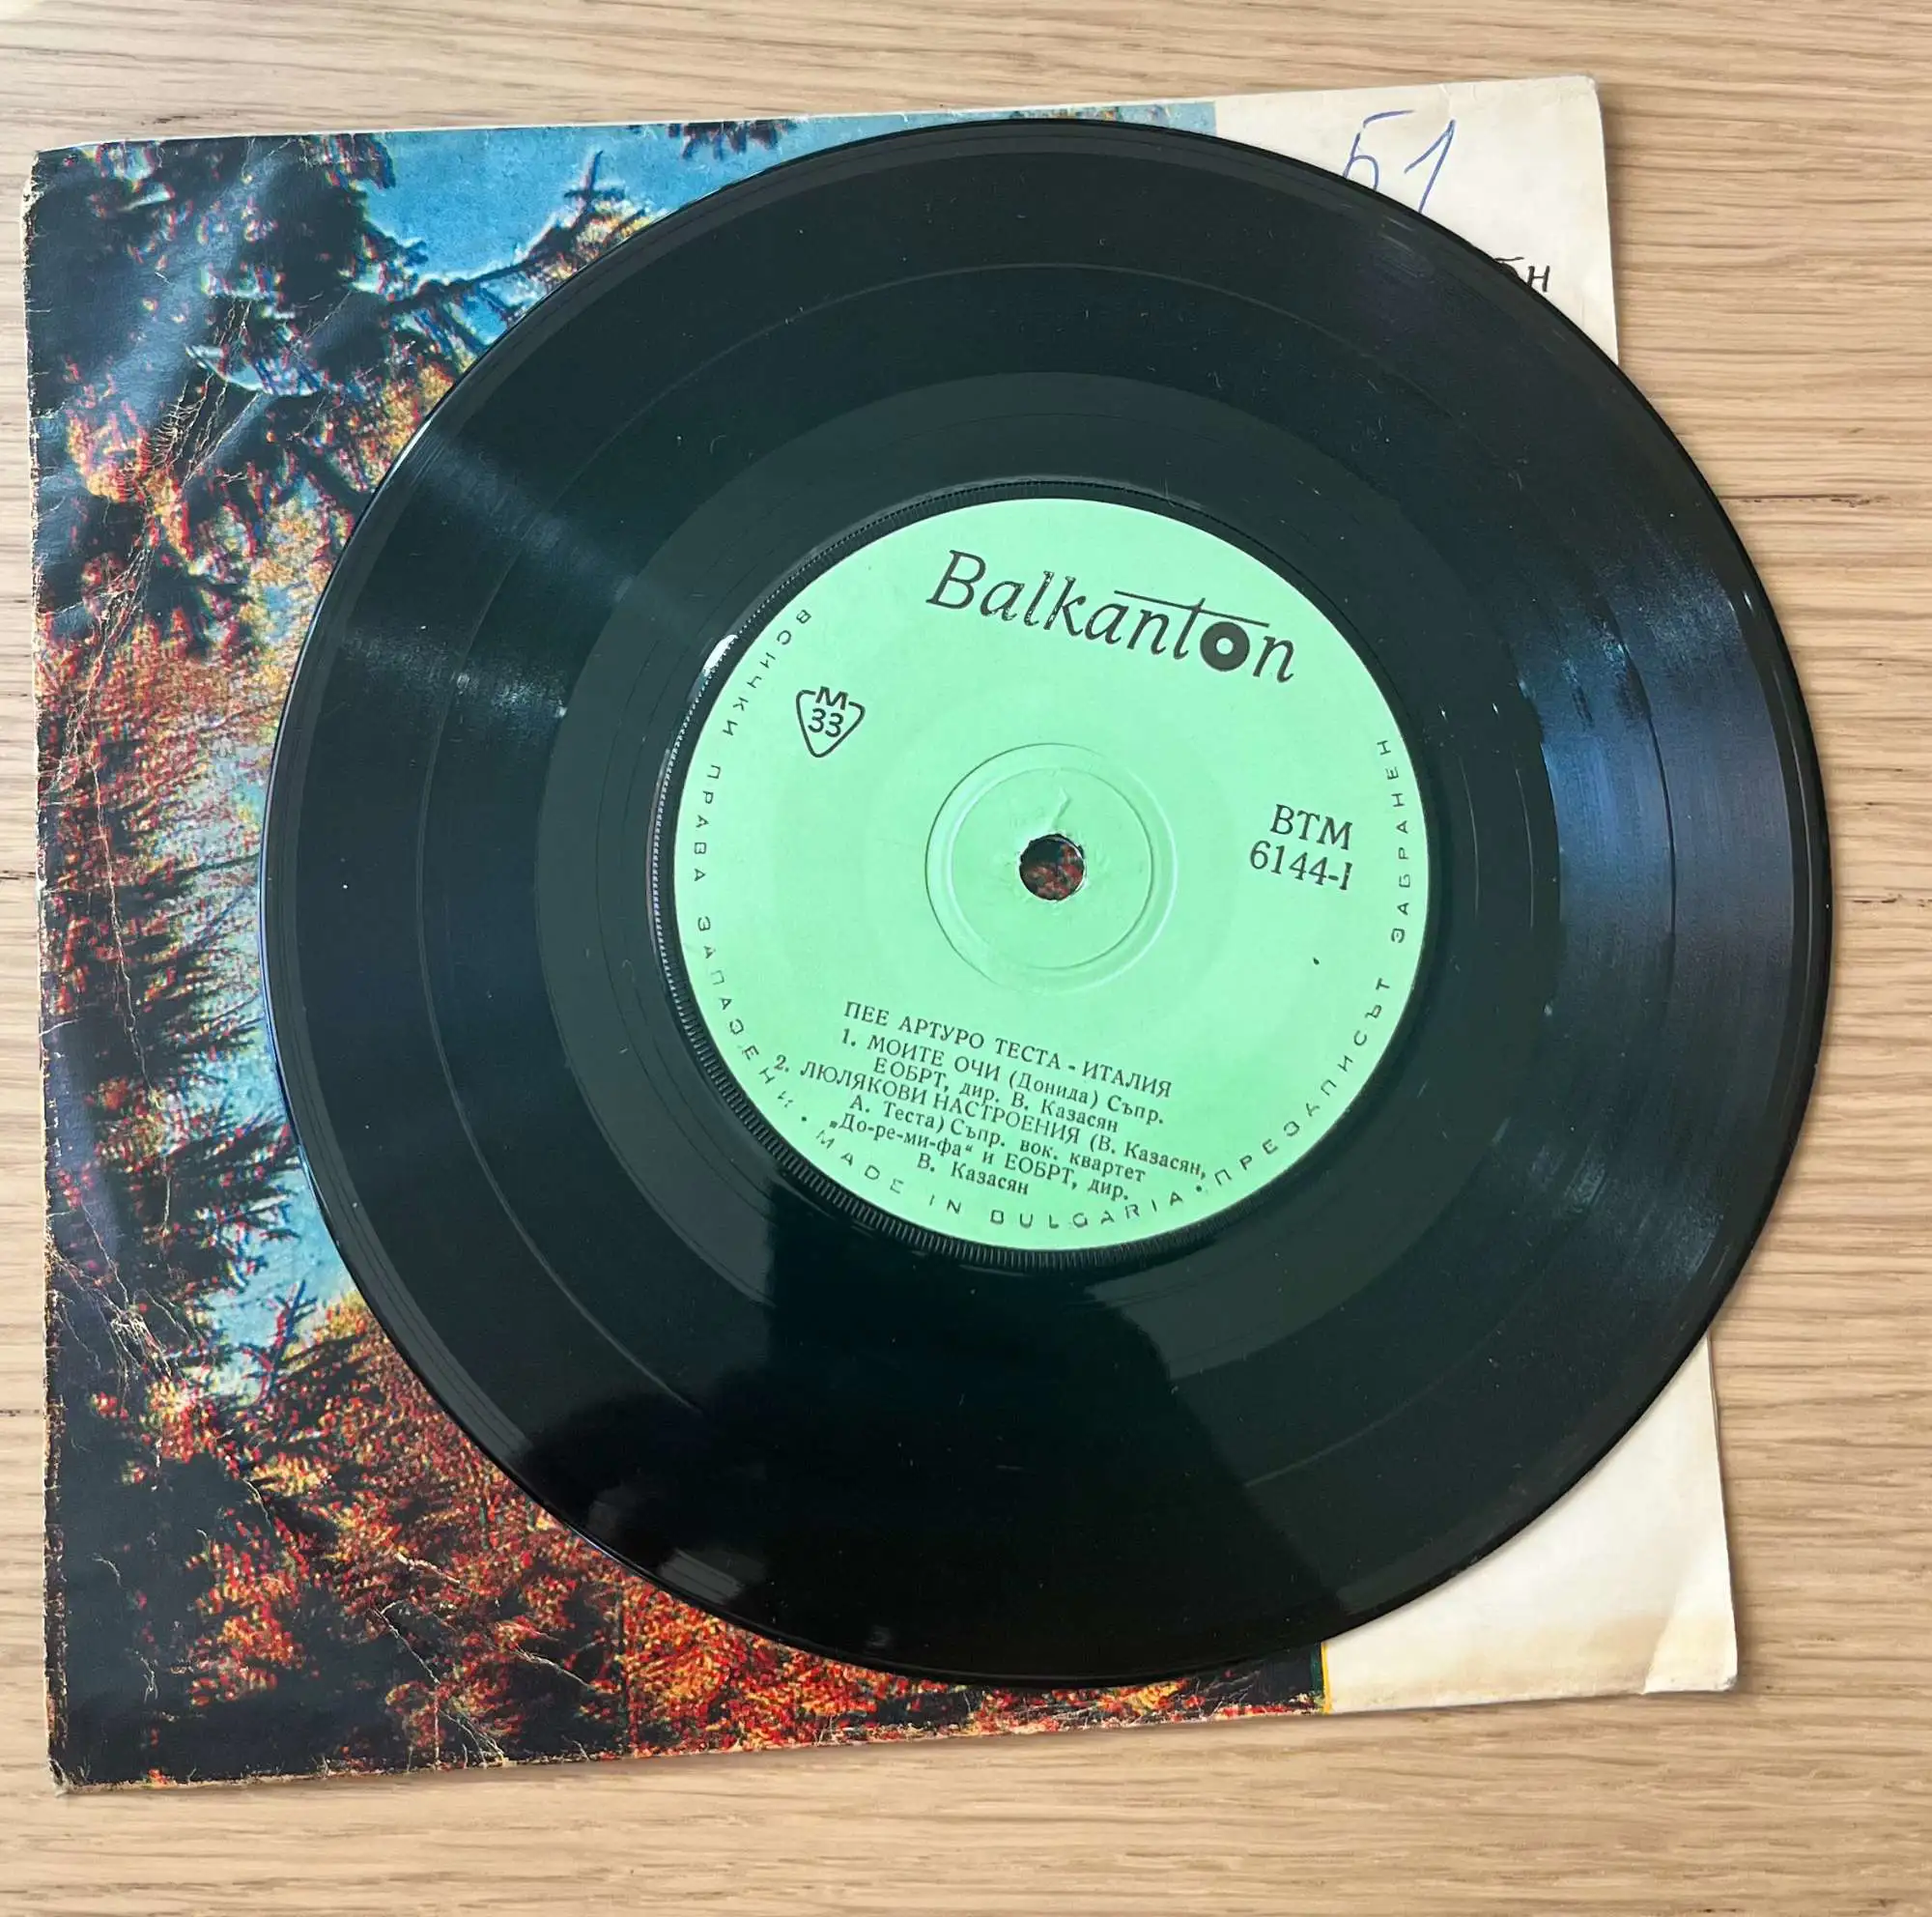 51
ън
Balkanton
M
33
ВТМ
6144-I
ПЕЕ АРТУРО ТЕСТА - ИТАЛИЯ
1. МОИТЕ ОЧИ (Донида) Съпр.
ЕОБРТ, дир. В. Казасян
2. ЛЮЛЯКОВИ НАСТРОЕНИЯ (В. Казасян,
А. Теста) Съпр. вок. квартет
„До-ре-ми-фа“ и ЕОБРТ, дир.
В. Казасян
ВСИЧКИ ПРАВА ЗАПАЗЕНИ • MADE IN BULGARIA • ПРЕЗАПИСЪТ ЗАБРАНЕН